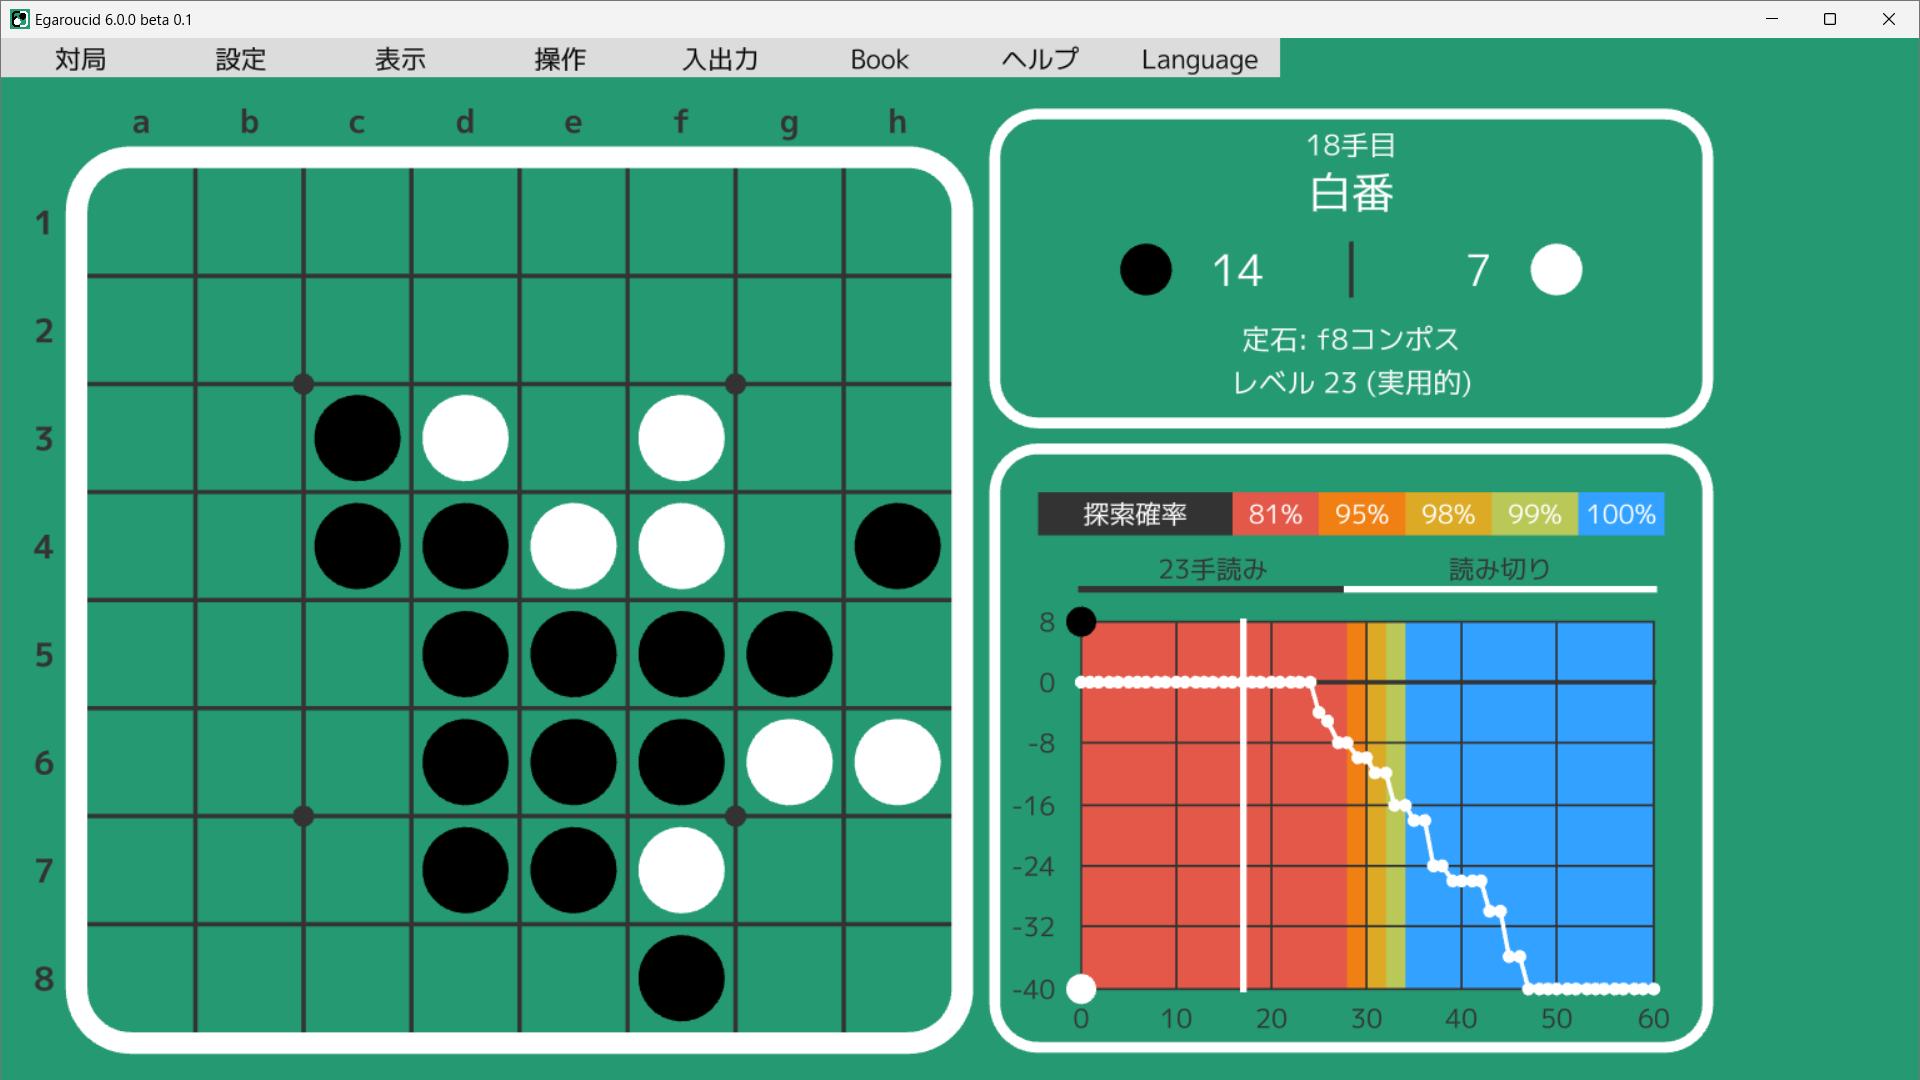 Egaroucid 6.0.0 beta 0.1
対局 設定 表示 操作 入出力 Book ヘルプ Language
a b c d e f g h
1
2
3
4
5
6
7
8
18手目
白番
14 7
定石: f8コンポス
レベル 23 (実用的)
探索確率 81% 95% 98% 99% 100%
23手読み 読み切り
8
0
-8
-16
-24
-32
-40
0 10 20 30 40 50 60